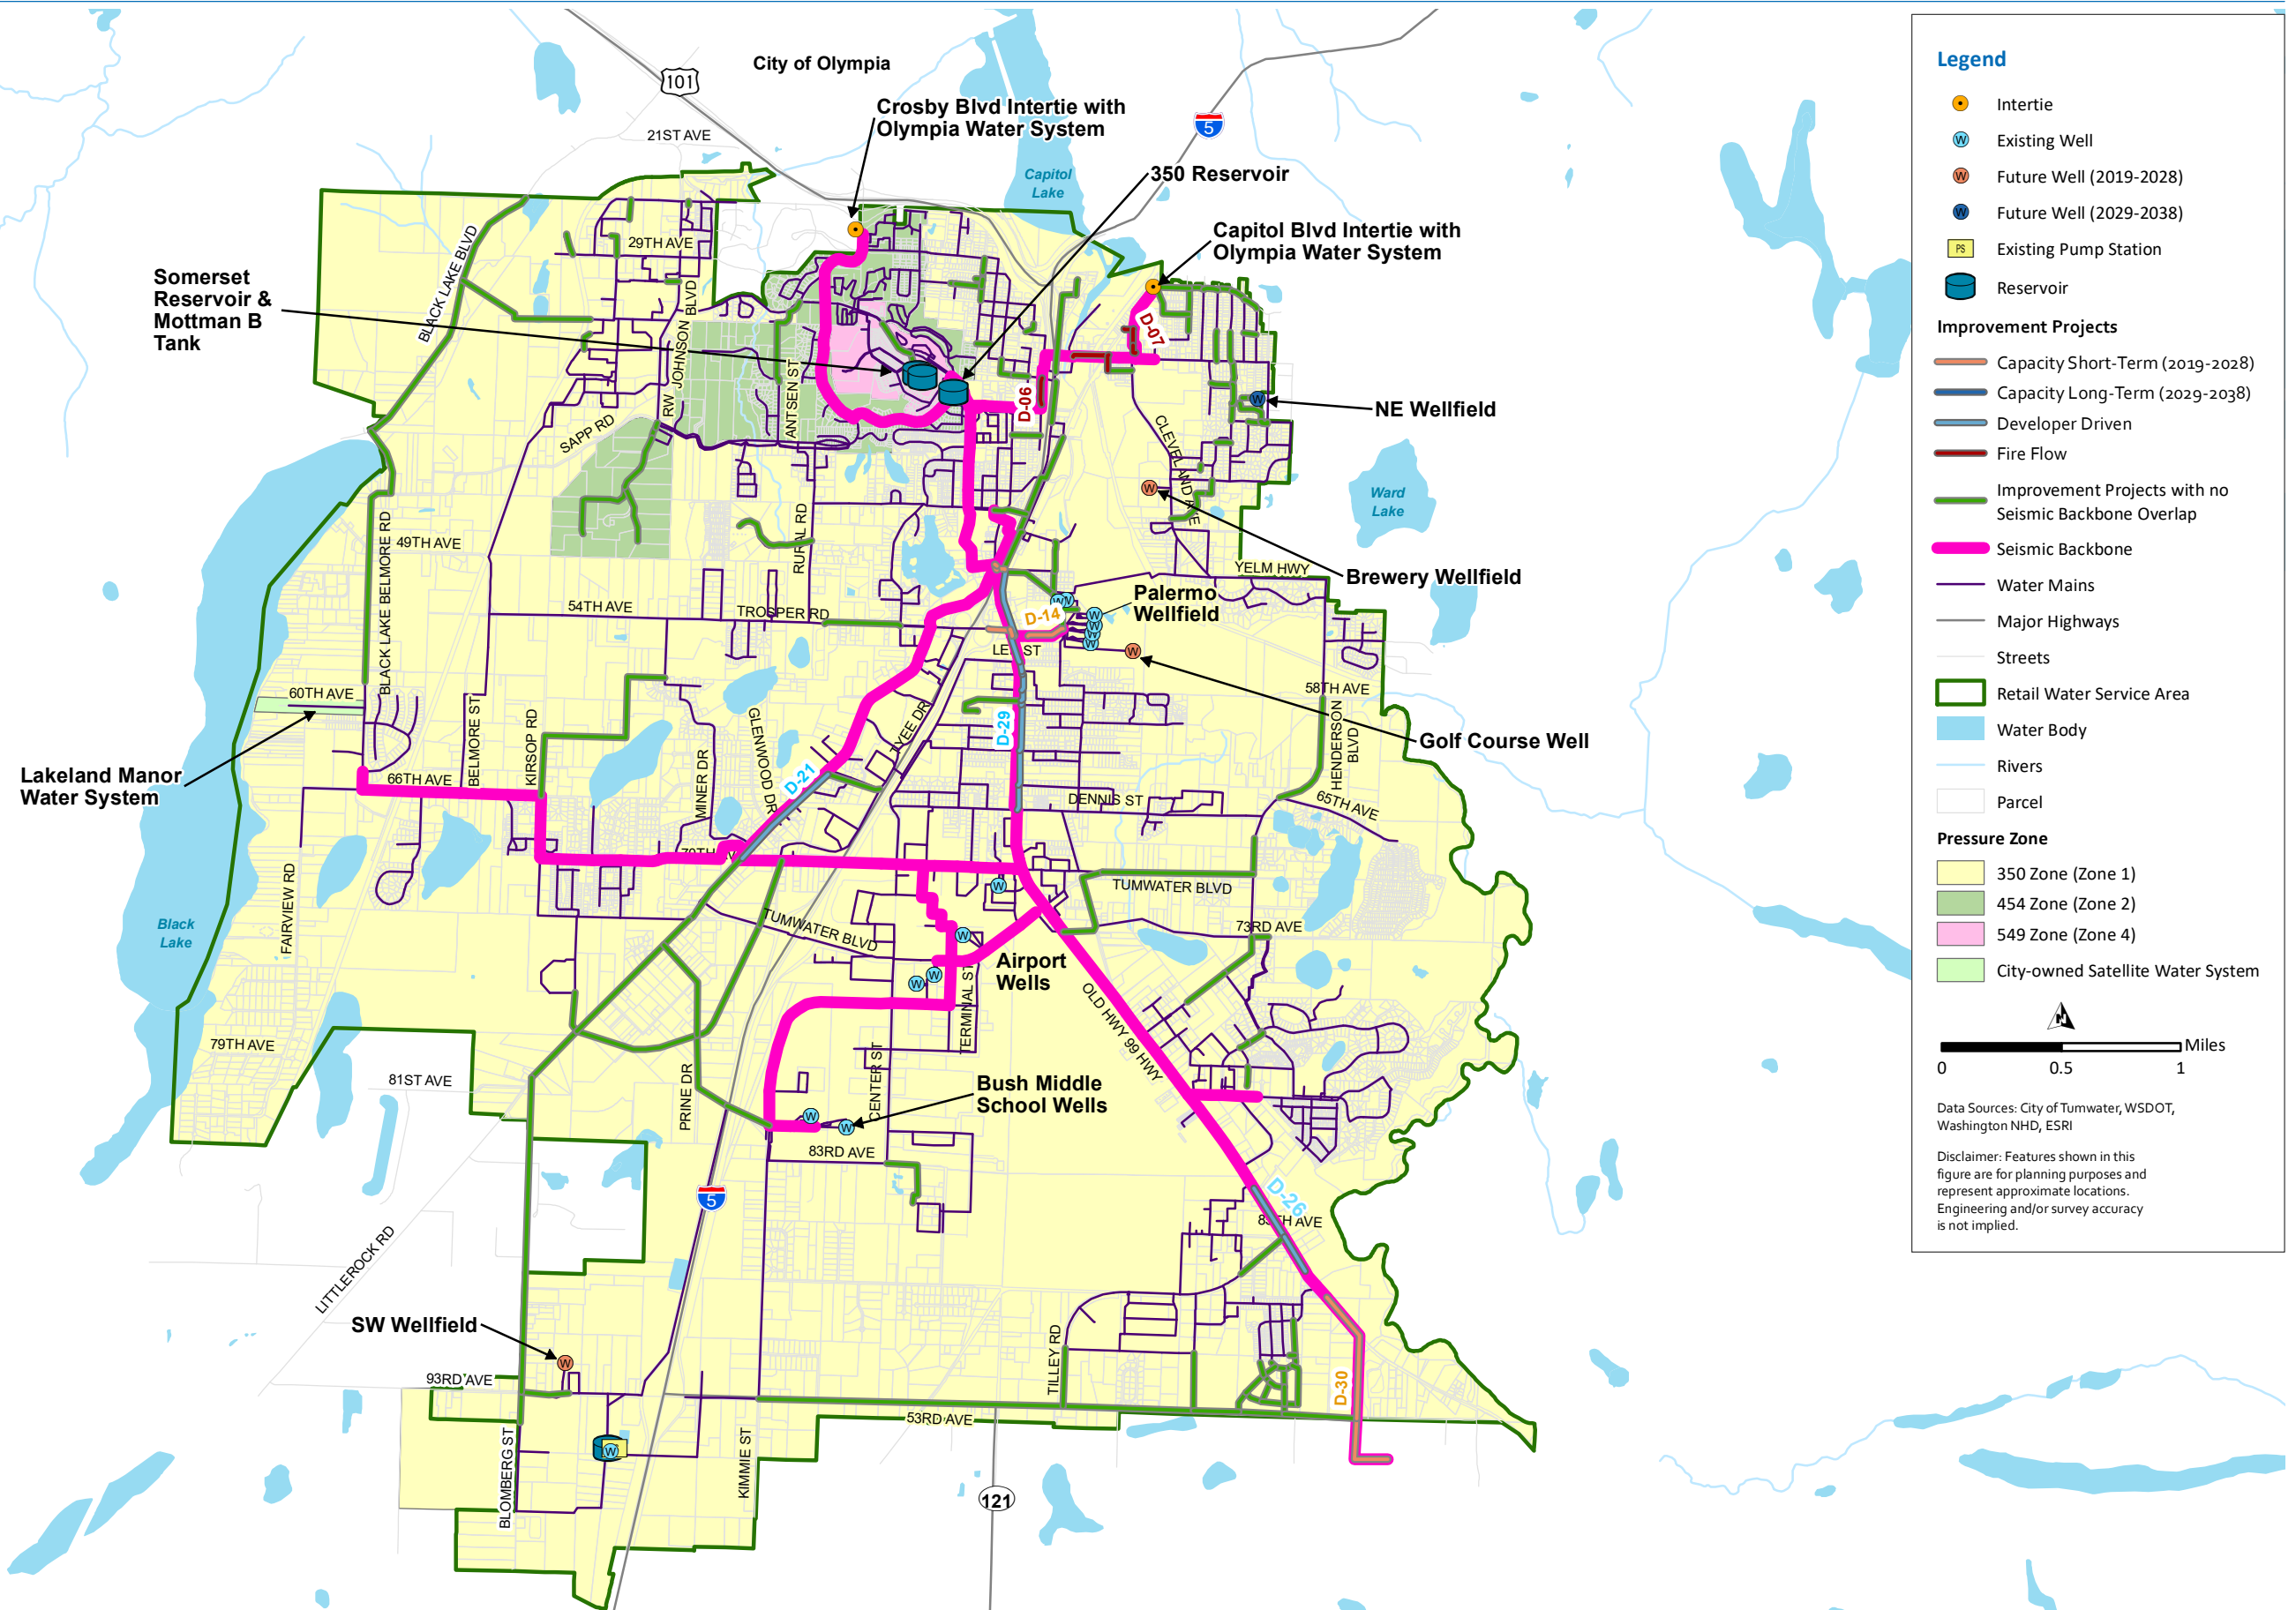 City of Olympia
101
21ST AVE
Crosby Blvd Intertie with
Olympia Water System
5
Capitol
Lake
350 Reservoir
Capitol Blvd Intertie with
Olympia Water System
Somerset
Reservoir &
Mottman B
Tank
BLACK LAKE BLVD
29TH AVE
RW JOHNSON BLVD
ANTSEN ST
SAPP RD
D-07
D-06
NE Wellfield
CLEVELAND AVE
Ward
Lake
BLACK LAKE BELMORE RD
49TH AVE
RURAL RD
YELM HWY
Brewery Wellfield
54TH AVE
TROSPER RD
D-14
Palermo
Wellfield
W
W
W
W
W
W
W
W
W
60TH AVE
58TH AVE
BELMORE ST
KIRSOP RD
MINER DR
GLENWOOD DR
TYEE DR
D-29
HENDERSON
BLVD
Golf Course Well
Lakeland Manor
Water System
66TH AVE
D-21
DENNIS ST
65TH AVE
TUMWATER BLVD
TUMWATER BLVD
73RD AVE
FAIRVIEW RD
Black
Lake
W
W
W
W
Airport
Wells
TERMINAL ST
OLD HWY 99 HWY
79TH AVE
81ST AVE
PRINE DR
CENTER ST
Bush Middle
School Wells
W
W
83RD AVE
5
D-26
LITTLEROCK RD
SW Wellfield
W
93RD AVE
TILLEY RD
D-30
53RD AVE
BLOMBERG ST
W
KIMMIE ST
121
Legend
Intertie
W
Existing Well
W
Future Well (2019-2028)
W
Future Well (2029-2038)
PS
Existing Pump Station
Reservoir
Improvement Projects
Capacity Short-Term (2019-2028)
Capacity Long-Term (2029-2038)
Developer Driven
Fire Flow
Improvement Projects with no
Seismic Backbone Overlap
Seismic Backbone
Water Mains
Major Highways
Streets
Retail Water Service Area
Water Body
Rivers
Parcel
Pressure Zone
350 Zone (Zone 1)
454 Zone (Zone 2)
549 Zone (Zone 4)
City-owned Satellite Water System
N
Miles
0 0.5 1
Data Sources: City of Tumwater, WSDOT,
Washington NHD, ESRI
Disclaimer: Features shown in this
figure are for planning purposes and
represent approximate locations.
Engineering and/or survey accuracy
is not implied.